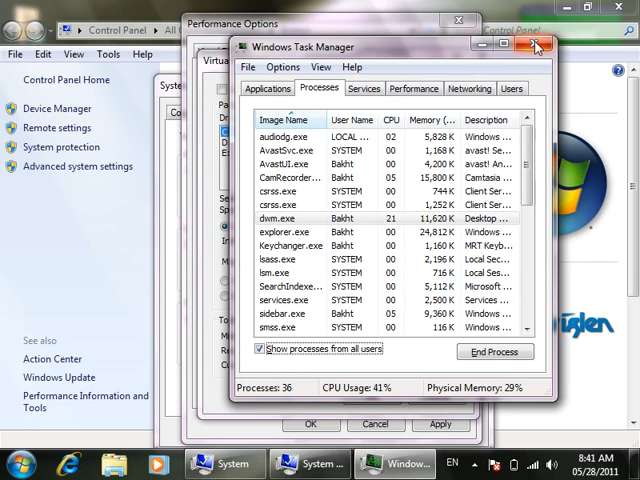 Performance Options
Control Panel
Control Panel
File
Edit
View
Tools
Help
Control Panel Home
Device Manager
Remote settings
System protection
Advanced system settings
See also
Action Center
Windows Update
Performance Information and
Tools
Windows Task Manager
File Options View Help
Applications Processes Services Performance Networking Users
Image Name User Name CPU Memory (... Description
audiodg.exe LOCAL ... 02 5,828 K Windows ...
AvastSvc.exe SYSTEM 00 1,168 K avast! Se...
AvastUI.exe Bakht 00 4,200 K avast! An...
CamRecorder... Bakht 05 15,800 K Camtasia ...
csrss.exe SYSTEM 00 744 K Client Ser...
csrss.exe SYSTEM 00 1,252 K Client Ser...
dwm.exe Bakht 21 11,620 K Desktop ...
explorer.exe Bakht 00 24,812 K Windows ...
Keychanger.exe Bakht 00 1,160 K MRT Keyb...
lsass.exe SYSTEM 00 2,196 K Local Sec...
lsm.exe SYSTEM 00 716 K Local Ses...
SearchIndexe... SYSTEM 00 5,112 K Microsoft ...
services.exe SYSTEM 00 2,500 K Services ...
sidebar.exe Bakht 05 9,360 K Windows ...
smss.exe SYSTEM 00 116 K Windows ...
Show processes from all users
End Process
Processes: 36 CPU Usage: 41% Physical Memory: 29%
OK Cancel Apply
System
System ...
Window...
EN
8:41 AM
05/28/2011